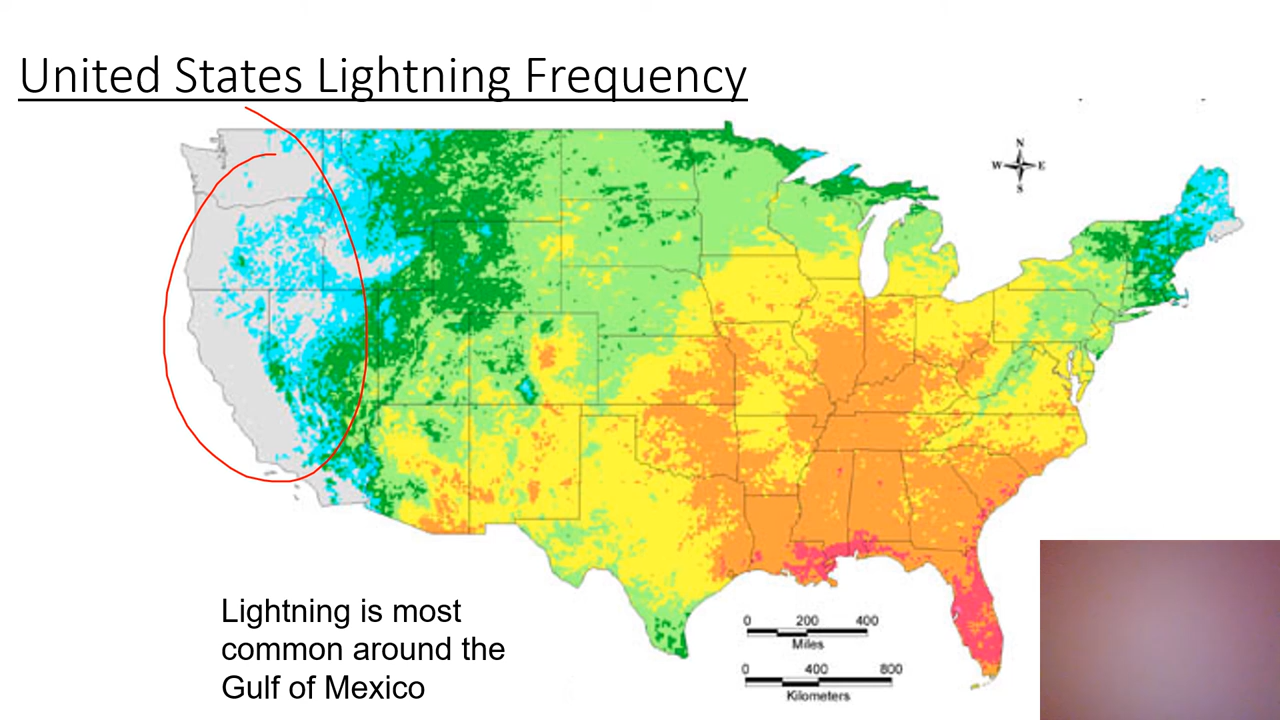 United States Lightning Frequency
N
W E
S
Lightning is most
common around the
Gulf of Mexico
0 200 400
Miles
0 400 800
Kilometers